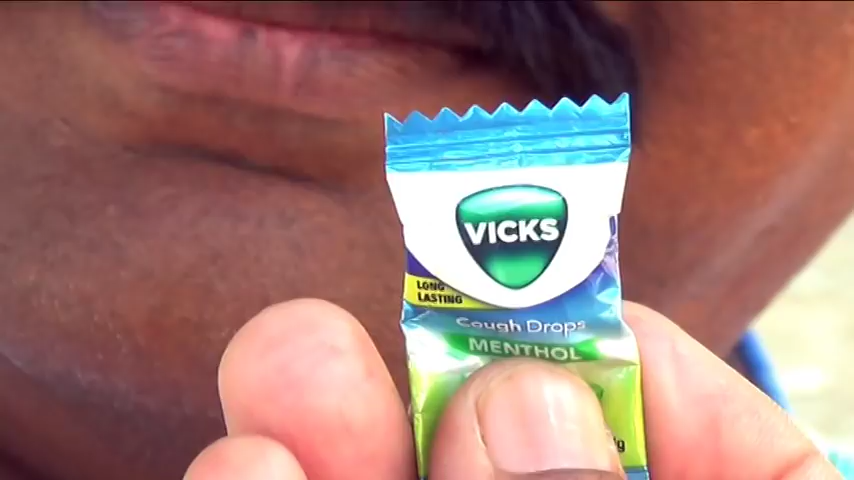 VICKS
LONG
LASTING
Cough Drops
MENTHOL